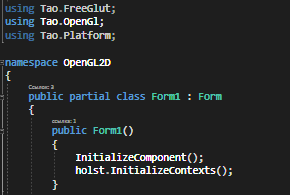 using Tao.FreeGlut;
using Tao.OpenGl;
using Tao.Platform;
namespace OpenGL2D
{
Ссылок: 3
public partial class Form1 : Form
{
ссылок: 1
public Form1()
{
InitializeComponent();
holst.InitializeContexts();
}